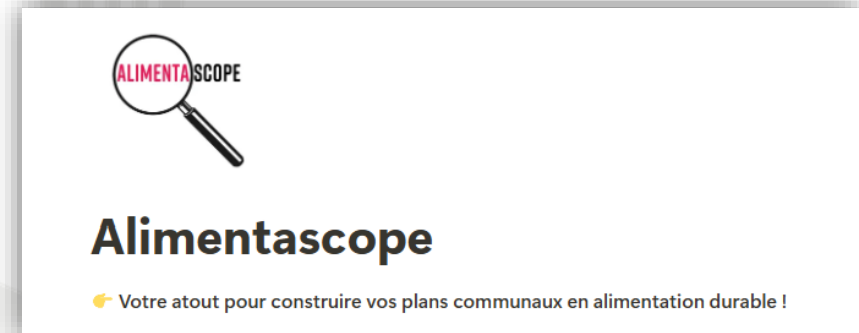 ALIMENTASCOPE
Alimentascope
👉 Votre atout pour construire vos plans communaux en alimentation durable !